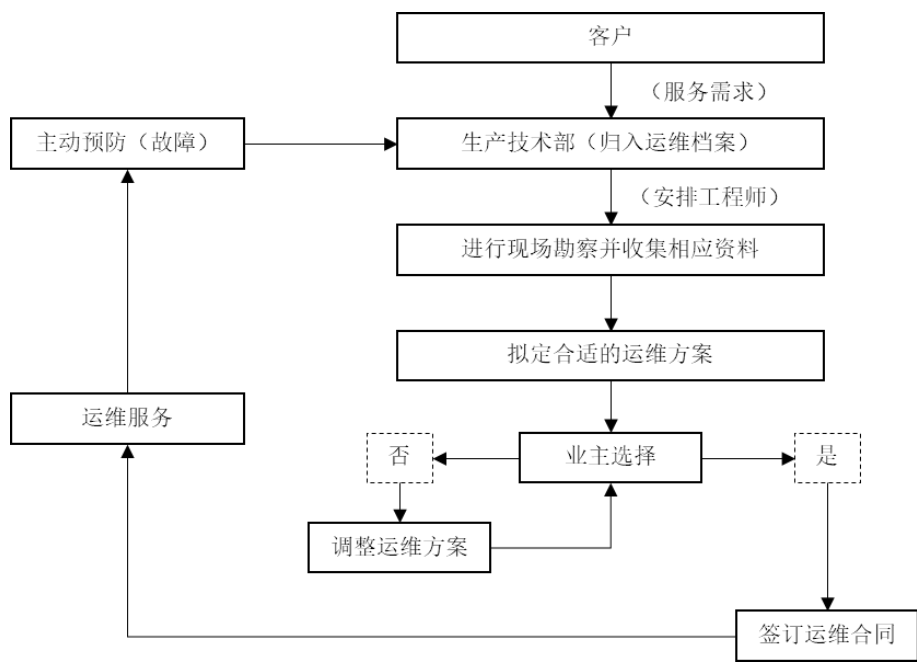 客户
（服务需求）
主动预防（故障）
生产技术部（归入运维档案）
（安排工程师）
进行现场勘察并收集相应资料
拟定合适的运维方案
运维服务
否
业主选择
是
调整运维方案
签订运维合同